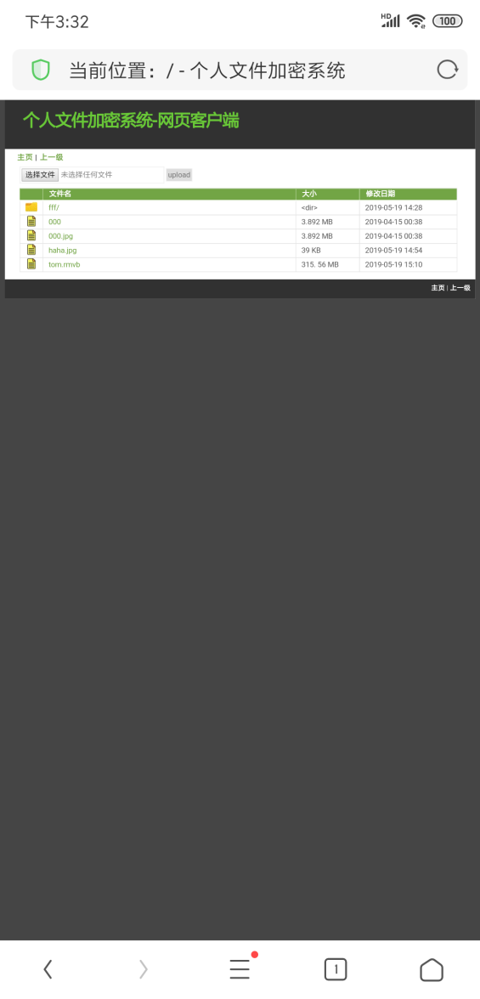 下午3:32 HD 100
当前位置：/ - 个人文件加密系统
个人文件加密系统-网页客户端
主页 | 上一级
选择文件 未选择任何文件 upload
文件名 大小 修改日期
fff/ <dir> 2019-05-19 14:28
000 3.892 MB 2019-04-15 00:38
000.jpg 3.892 MB 2019-04-15 00:38
haha.jpg 39 KB 2019-05-19 14:54
tom.rmvb 315. 56 MB 2019-05-19 15:10
主页 | 上一级
1